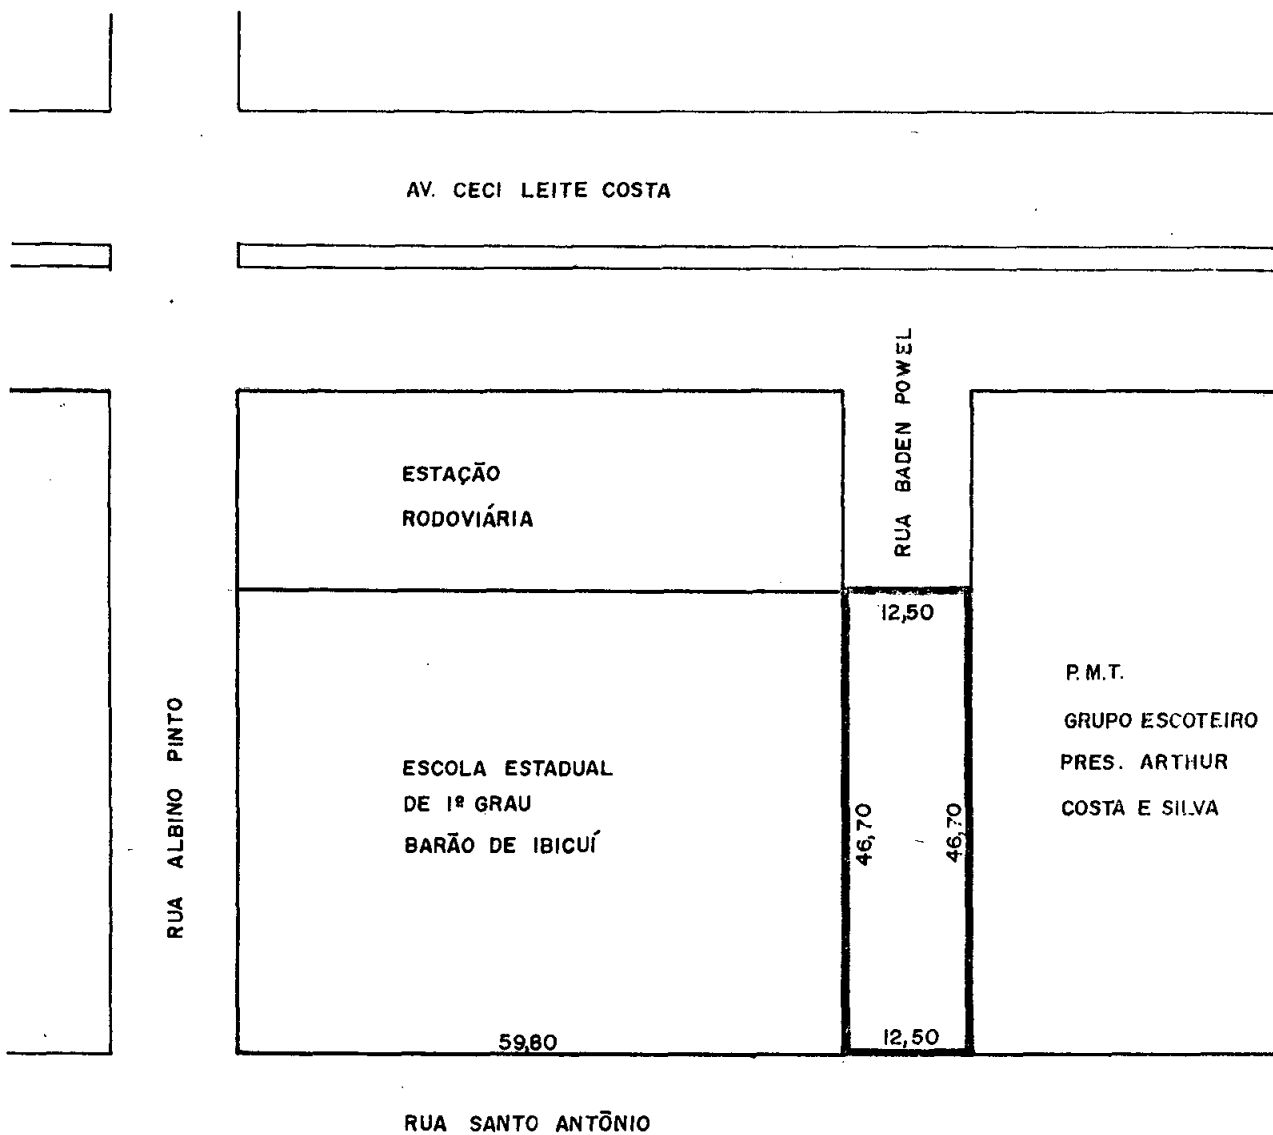 AV. CECI LEITE COSTA
RUA BADEN POWEL
ESTAÇÃO
RODOVIÁRIA
12,50
P.M.T.
GRUPO ESCOTEIRO
PRES. ARTHUR
COSTA E SILVA
RUA ALBINO PINTO
ESCOLA ESTADUAL
DE 1º GRAU
BARÃO DE IBICUÍ
46,70
46,70
59,80
12,50
RUA SANTO ANTÔNIO